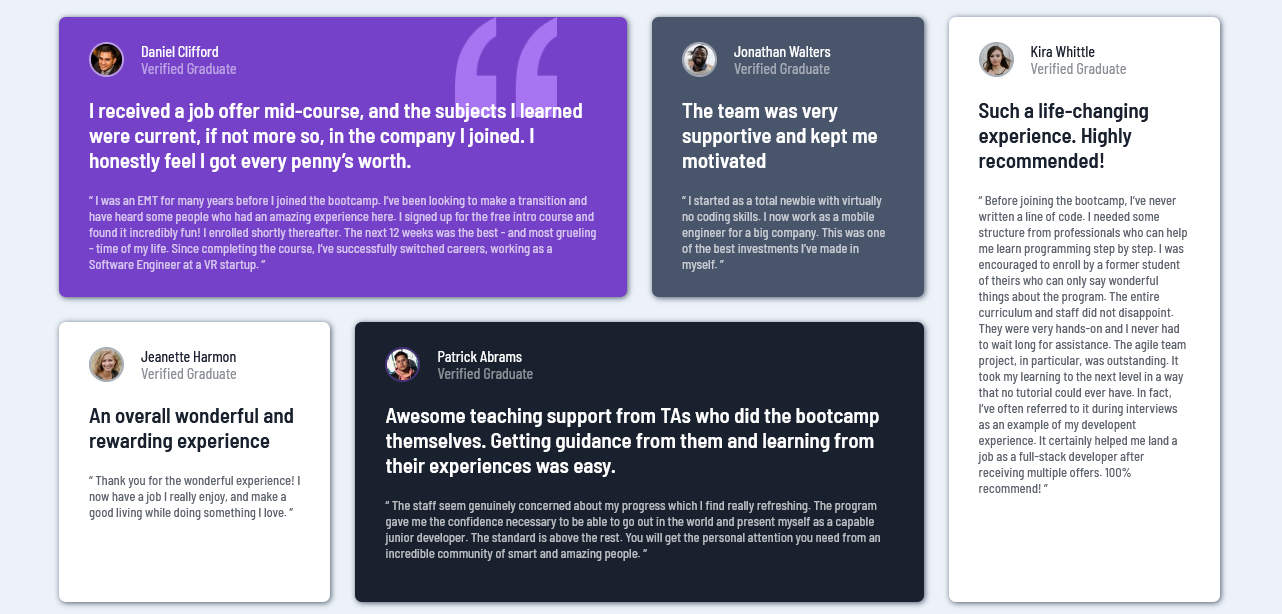 Daniel Clifford
Verified Graduate
I received a job offer mid-course, and the subjects I learned
were current, if not more so, in the company I joined. I
honestly feel I got every penny’s worth.
“ I was an EMT for many years before I joined the bootcamp. I’ve been looking to make a transition and
have heard some people who had an amazing experience here. I signed up for the free intro course and
found it incredibly fun! I enrolled shortly thereafter. The next 12 weeks was the best - and most grueling
- time of my life. Since completing the course, I’ve successfully switched careers, working as a
Software Engineer at a VR startup. ”
Jonathan Walters
Verified Graduate
The team was very
supportive and kept me
motivated
“ I started as a total newbie with virtually
no coding skills. I now work as a mobile
engineer for a big company. This was one
of the best investments I’ve made in
myself. ”
Kira Whittle
Verified Graduate
Such a life-changing
experience. Highly
recommended!
“ Before joining the bootcamp, I’ve never
written a line of code. I needed some
structure from professionals who can help
me learn programming step by step. I was
encouraged to enroll by a former student
of theirs who can only say wonderful
things about the program. The entire
curriculum and staff did not disappoint.
They were very hands-on and I never had
to wait long for assistance. The agile team
project, in particular, was outstanding. It
took my learning to the next level in a way
that no tutorial could ever have. In fact,
I’ve often referred to it during interviews
as an example of my developent
experience. It certainly helped me land a
job as a full-stack developer after
receiving multiple offers. 100%
recommend! ”
Jeanette Harmon
Verified Graduate
An overall wonderful and
rewarding experience
“ Thank you for the wonderful experience! I
now have a job I really enjoy, and make a
good living while doing something I love. ”
Patrick Abrams
Verified Graduate
Awesome teaching support from TAs who did the bootcamp
themselves. Getting guidance from them and learning from
their experiences was easy.
“ The staff seem genuinely concerned about my progress which I find really refreshing. The program
gave me the confidence necessary to be able to go out in the world and present myself as a capable
junior developer. The standard is above the rest. You will get the personal attention you need from an
incredible community of smart and amazing people. ”